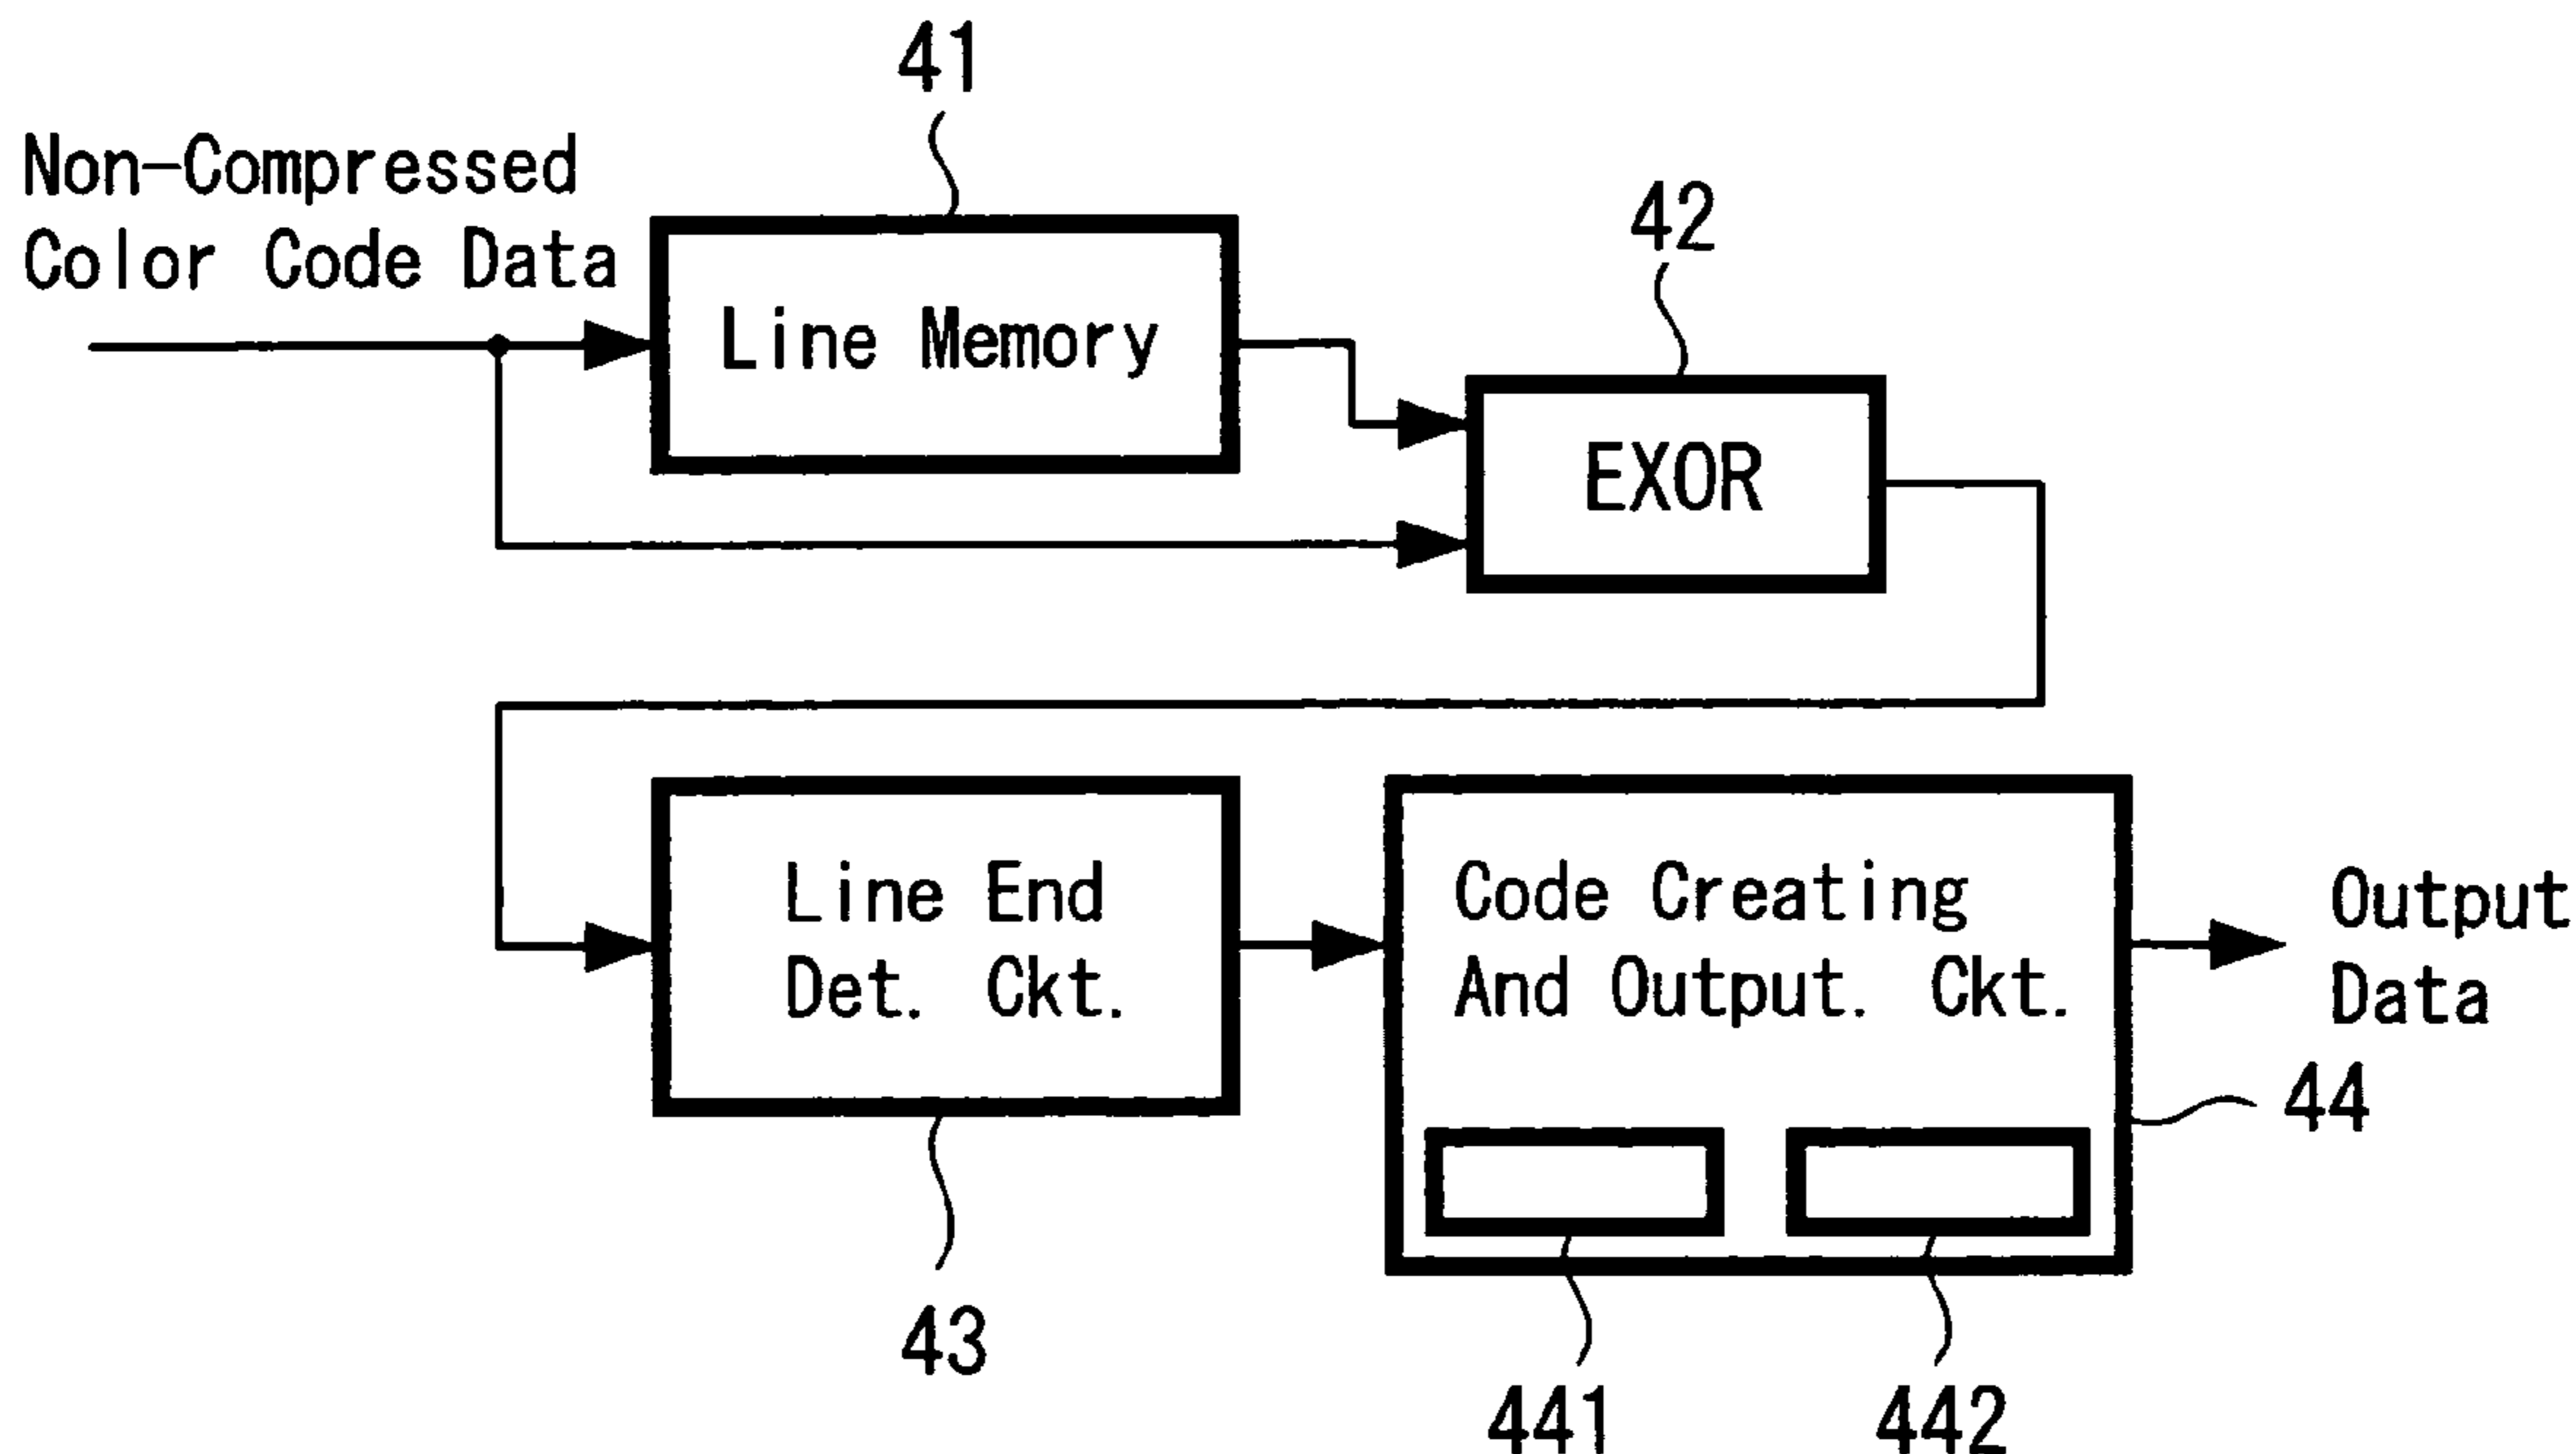 41
Non-Compressed
Color Code Data
Line Memory
42
EXOR
Line End
Det. Ckt.
Code Creating
And Output. Ckt.
Output
Data
44
43
441
442